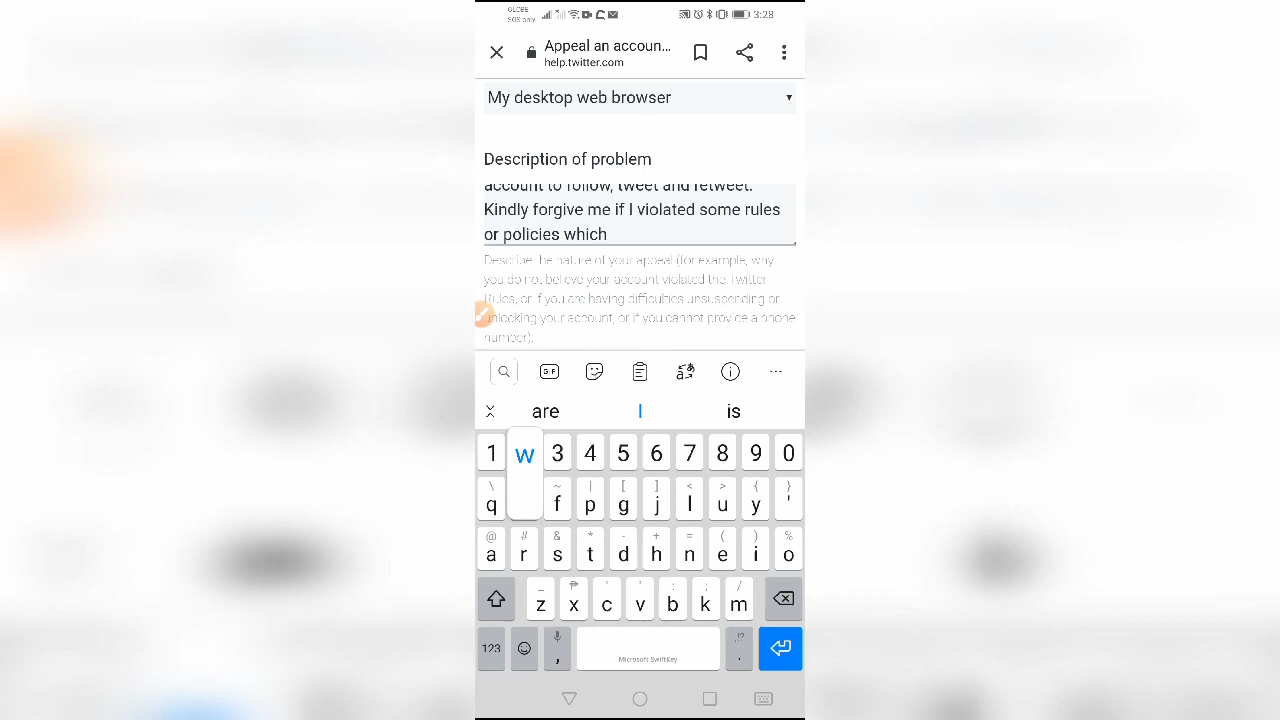 GLOBE
SOS only
3:28
Appeal an accoun...
help.twitter.com
My desktop web browser
Description of problem
account to follow, tweet and retweet.
Kindly forgive me if I violated some rules
or policies which
Describe the nature of your appeal (for example, why
you do not believe your account violated the Twitter
Rules, or if you are having difficulties unsuspending or
unlocking your account, or if you cannot provide a phone
number).
GIF
are I is
1 w 3 4 5 6 7 8 9 0
\ ~ | [ ] < > { }
q f p g j l u y '
@ # & * - + = ( ) %
a r s t d h n e i o
_ ₱ " ' : ; /
z x c v b k m
123 , ,!? .
Microsoft SwiftKey